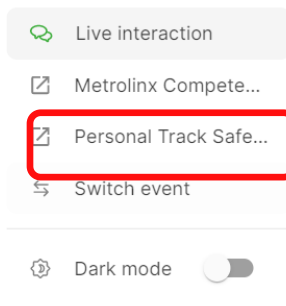 Live interaction
Metrolinx Compete...
Personal Track Safe...
Switch event
Dark mode